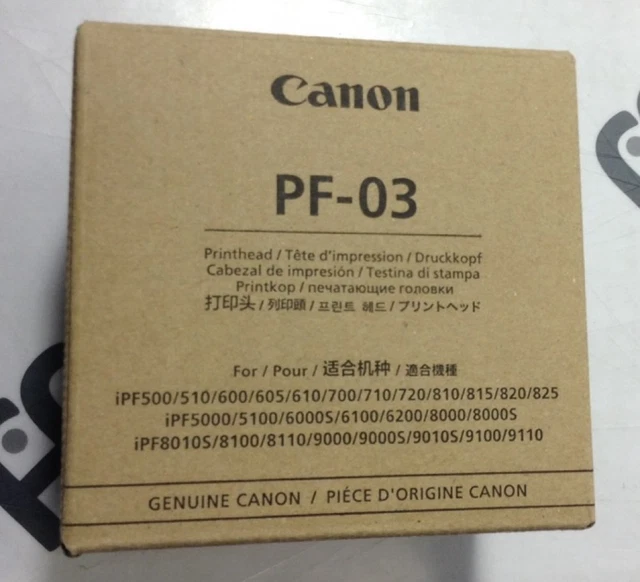 Canon
PF-03
Printhead / Tête d'impression / Druckkopf
Cabezal de impresión / Testina di stampa
Printkop / печатающие головки
打印头 / 列印頭 / 프린트 헤드 / プリントヘッド
For / Pour / 适合机种 / 適合機種
iPF500/510/600/605/610/700/710/720/810/815/820/825
iPF5000/5100/6000S/6100/6200/8000/8000S
iPF8010S/8100/8110/9000/9000S/9010S/9100/9110
GENUINE CANON / PIÉCE D'ORIGINE CANON